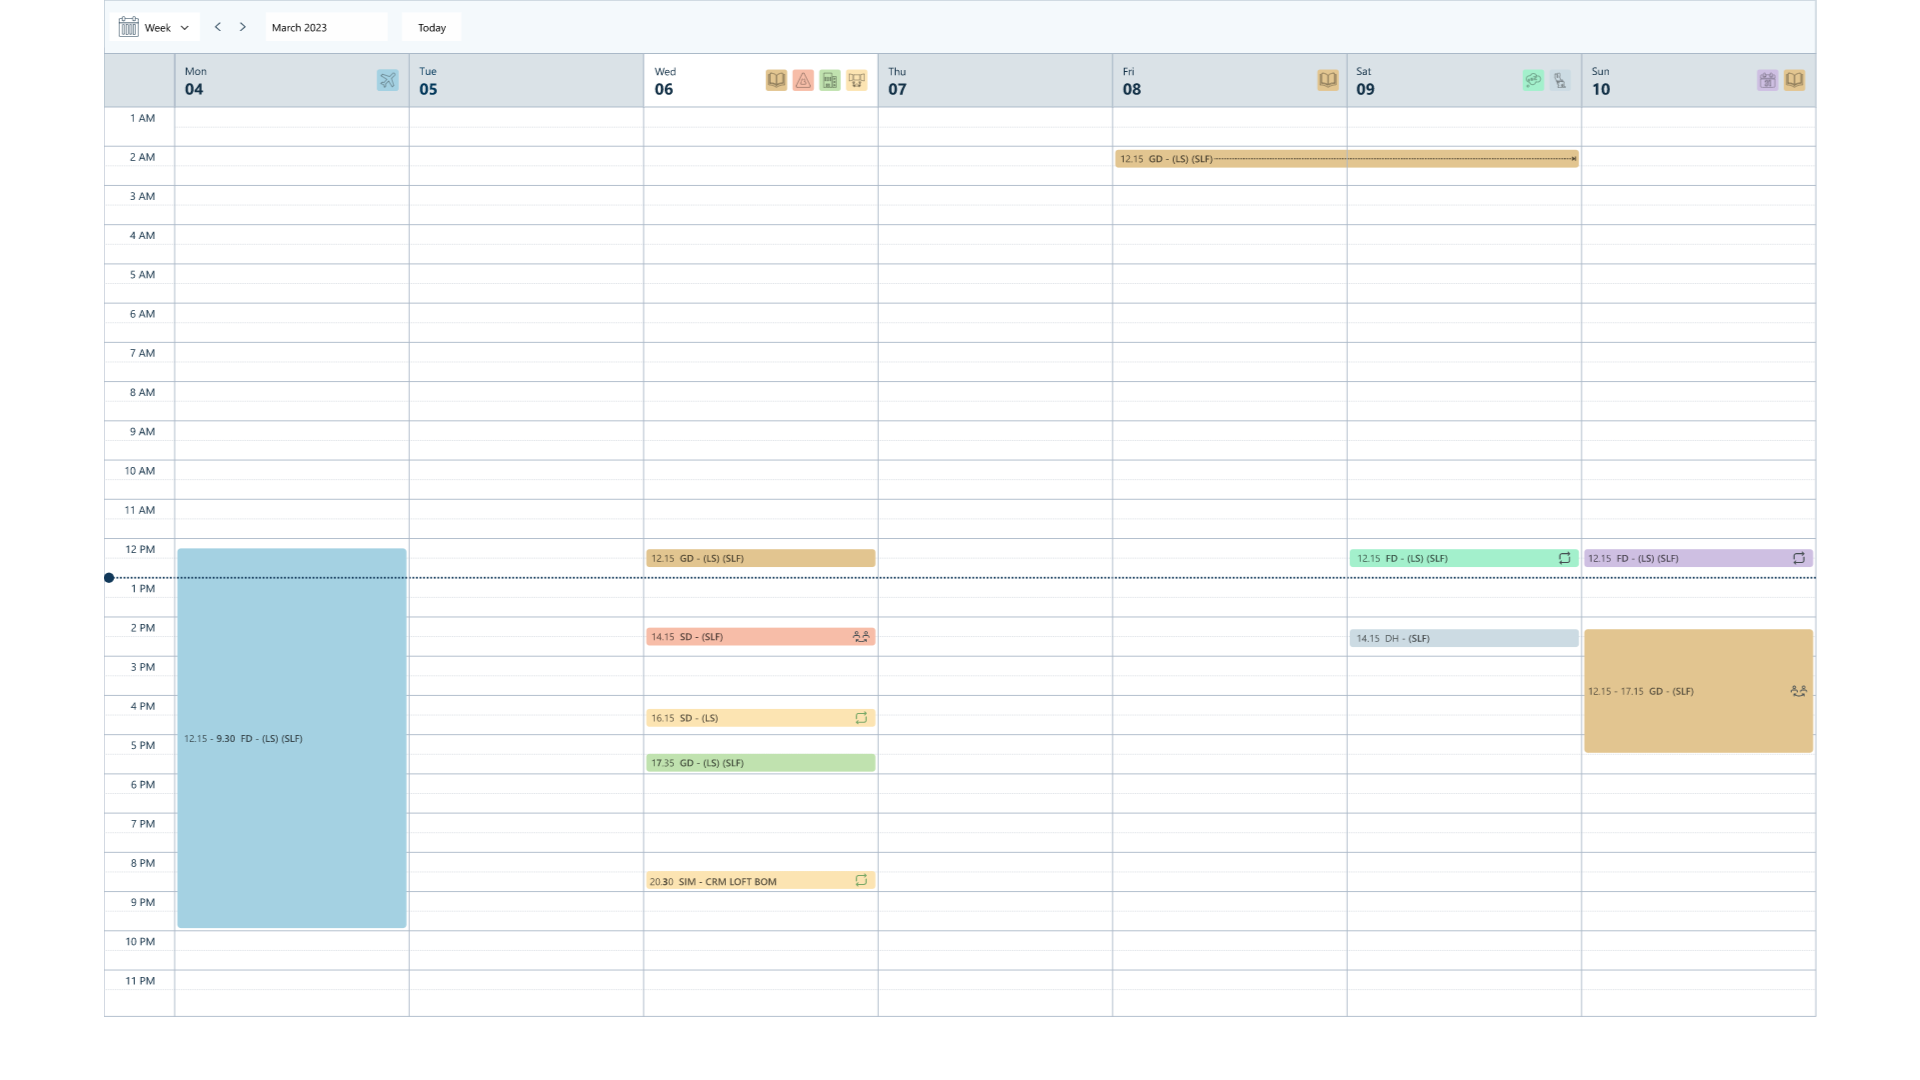 Week
March 2023
Today
Mon
04
Tue
05
Wed
06
Thu
07
Fri
08
Sat
09
Sun
10
1 AM
2 AM
12.15 GD - (LS) (SLF)
3 AM
4 AM
5 AM
6 AM
7 AM
8 AM
9 AM
10 AM
11 AM
12 PM
12.15 GD - (LS) (SLF)
12.15 FD - (LS) (SLF)
12.15 FD - (LS) (SLF)
1 PM
2 PM
14.15 SD - (SLF)
14.15 DH - (SLF)
3 PM
12.15 - 17.15 GD - (SLF)
4 PM
16.15 SD - (LS)
12.15 - 9.30 FD - (LS) (SLF)
5 PM
17.35 GD - (LS) (SLF)
6 PM
7 PM
8 PM
20.30 SIM - CRM LOFT BOM
9 PM
10 PM
11 PM